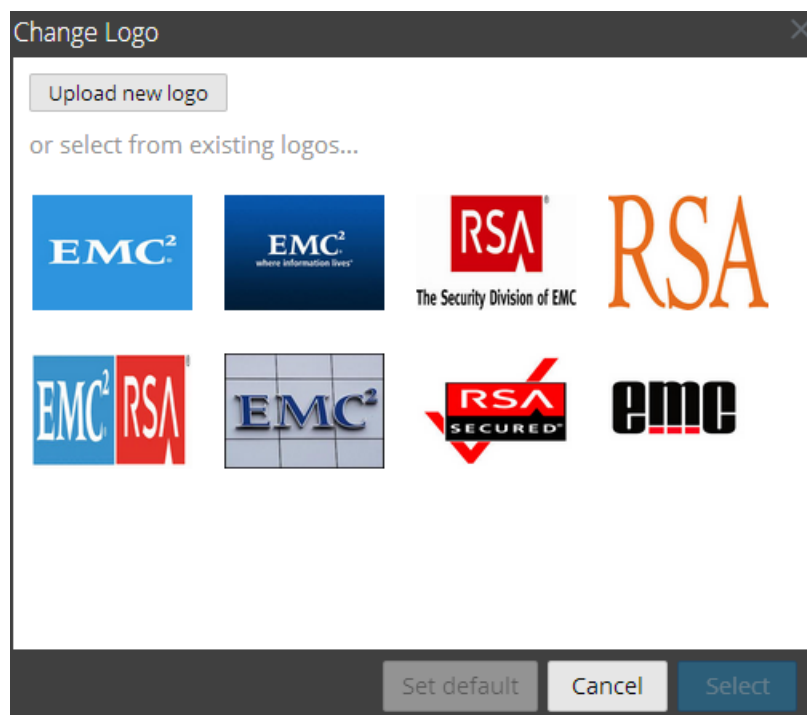 Change Logo
Upload new logo
or select from existing logos...
EMC²
EMC²
where information lives®
RSA®
The Security Division of EMC
RSA
EMC² RSA®
EMC²
RSA
SECURED®
emc
Set default Cancel Select